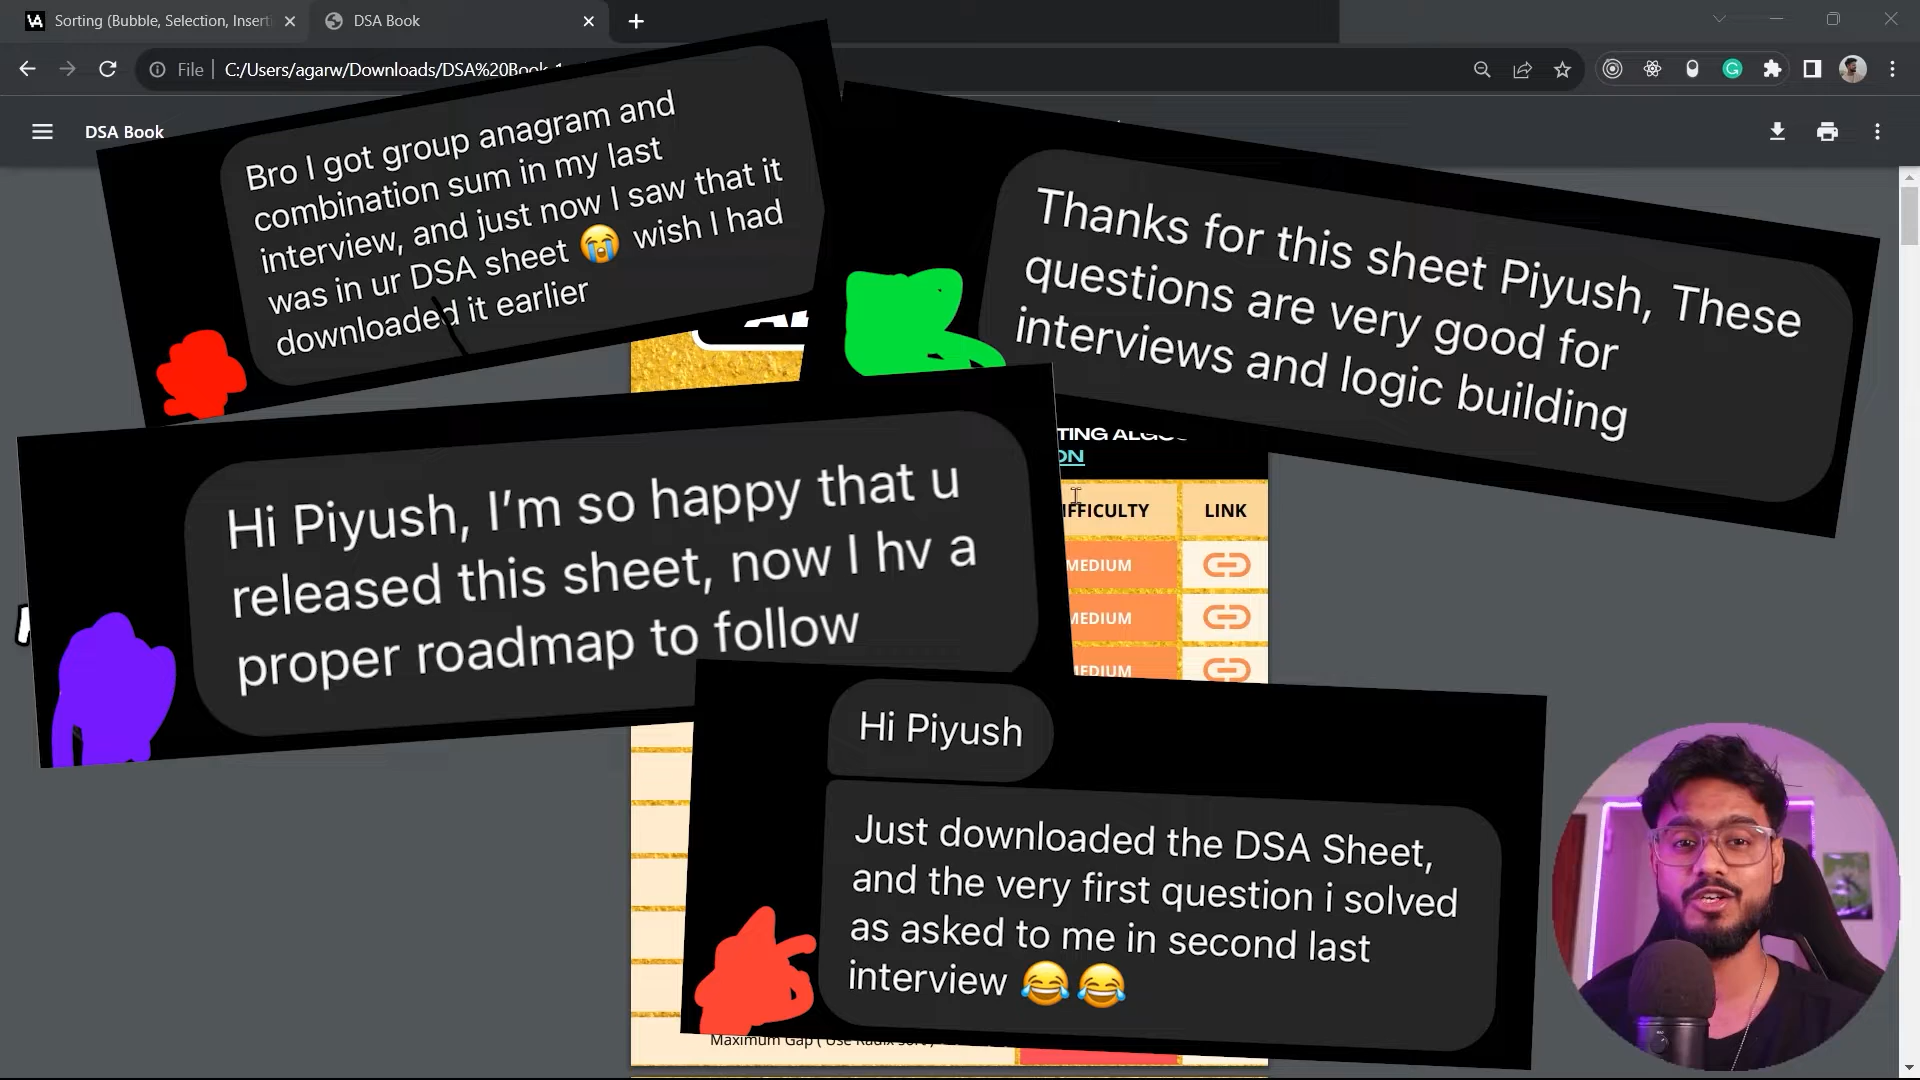 Sorting (Bubble, Selection, Inserti
DSA Book
File
C:/Users/agarw/Downloads/DSA%20Book
DSA Book
Bro I got group anagram and
combination sum in my last
interview, and just now I saw that it
was in ur DSA sheet 😭 wish I had
downloaded it earlier
Thanks for this sheet Piyush, These
questions are very good for
interviews and logic building
Hi Piyush, I’m so happy that u
released this sheet, now I hv a
proper roadmap to follow
LINK
MEDIUM
MEDIUM
MEDIUM
Hi Piyush
Just downloaded the DSA Sheet,
and the very first question i solved
as asked to me in second last
interview 😂😂
Maximum Gap ( Use Radix sort )